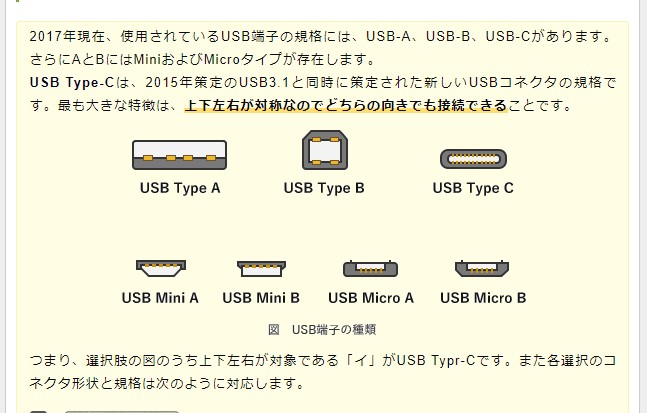 2017年現在、使用されているUSB端子の規格には、USB-A、USB-B、USB-Cがあります。
さらにAとBにはMiniおよびMicroタイプが存在します。
USB Type-Cは、2015年策定のUSB3.1と同時に策定された新しいUSBコネクタの規格で
す。最も大きな特徴は、上下左右が対称なのでどちらの向きでも接続できることです。
USB Type A USB Type B USB Type C
USB Mini A USB Mini B USB Micro A USB Micro B
図 USB端子の種類
つまり、選択肢の図のうち上下左右が対象である「イ」がUSB Typr-Cです。また各選択のコ
ネクタ形状と規格は次のように対応します。